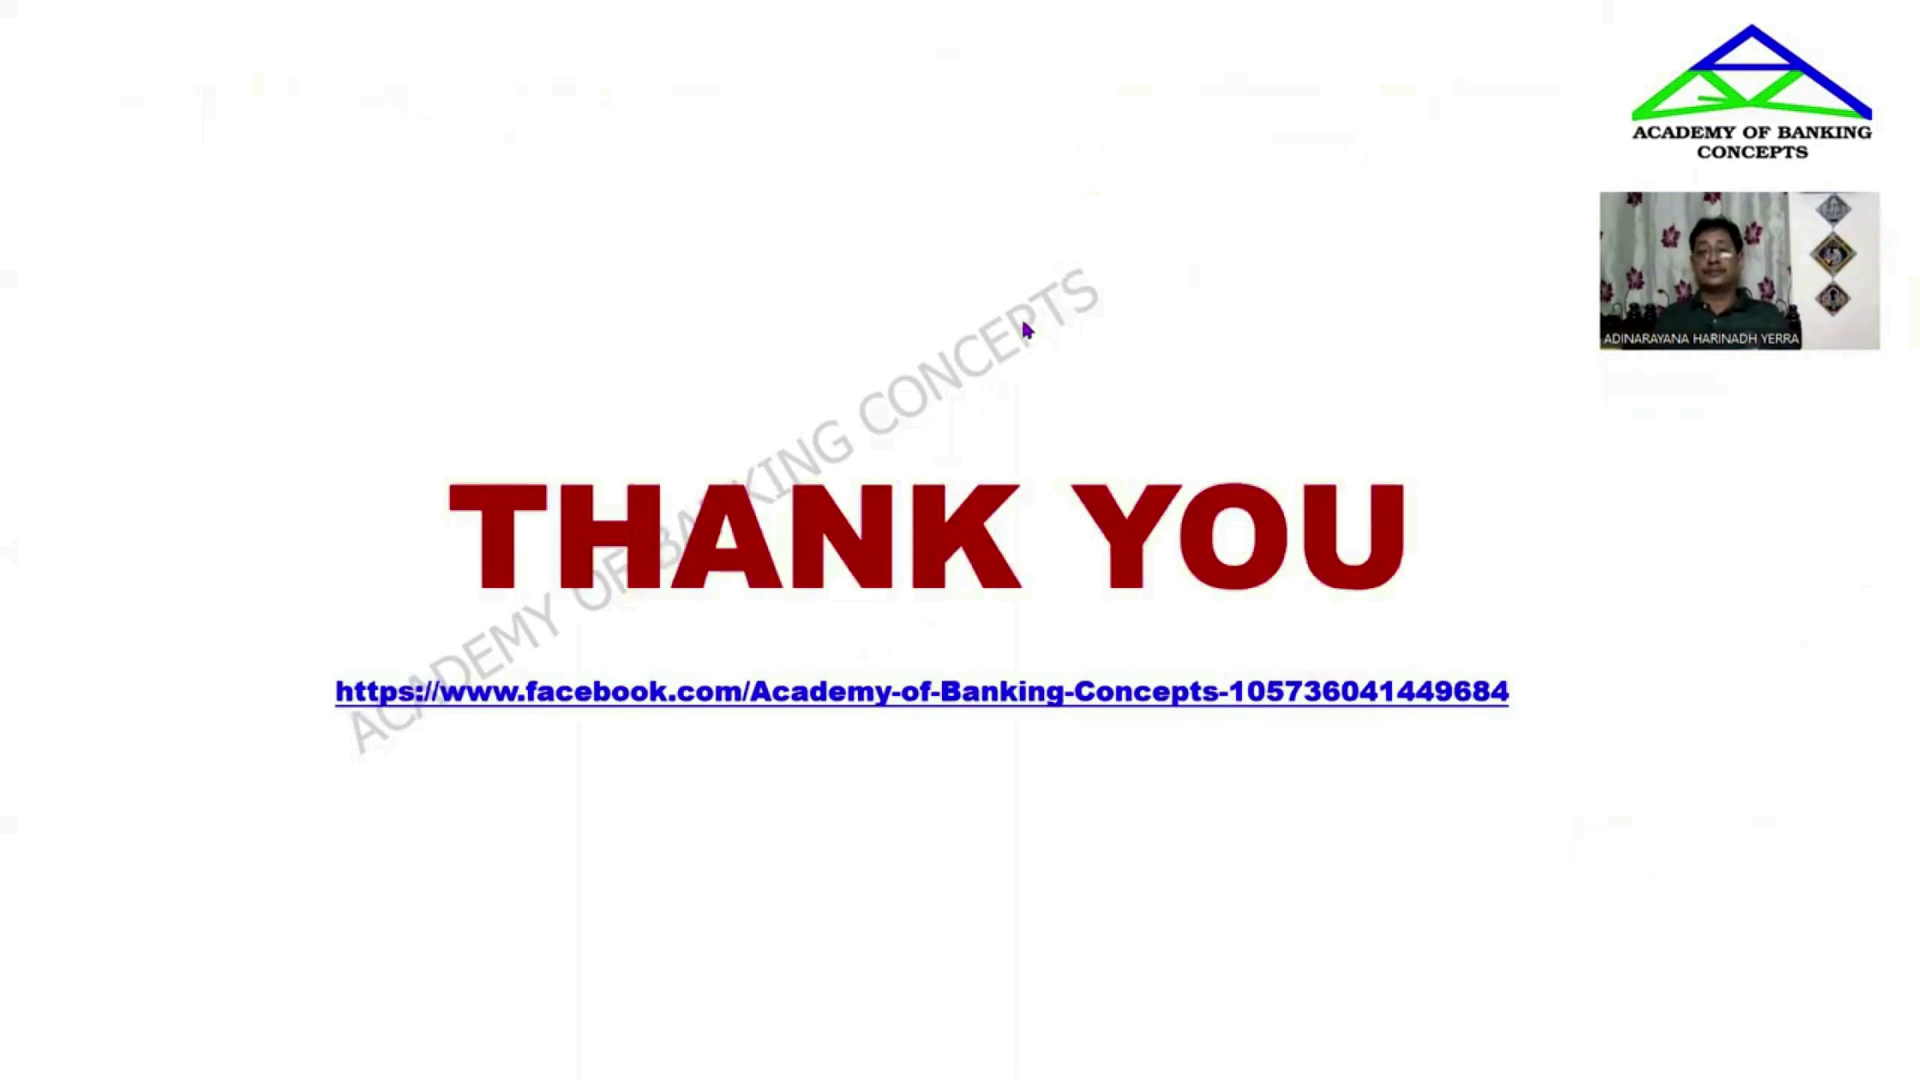 ACADEMY OF BANKING
CONCEPTS
ADINARAYANA HARINADH YERRA
ACADEMY OF BANKING CONCEPTS
THANK YOU
https://www.facebook.com/Academy-of-Banking-Concepts-105736041449684